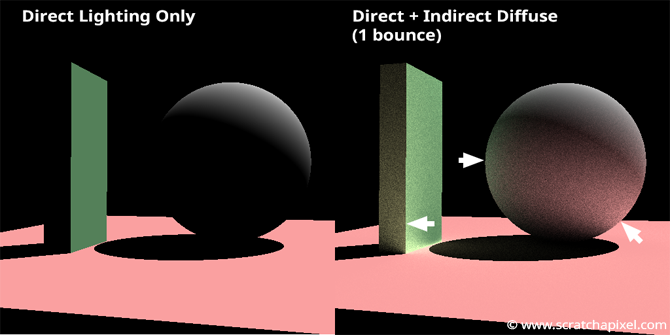 Direct Lighting Only
Direct + Indirect Diffuse
(1 bounce)
© www.scratchapixel.com